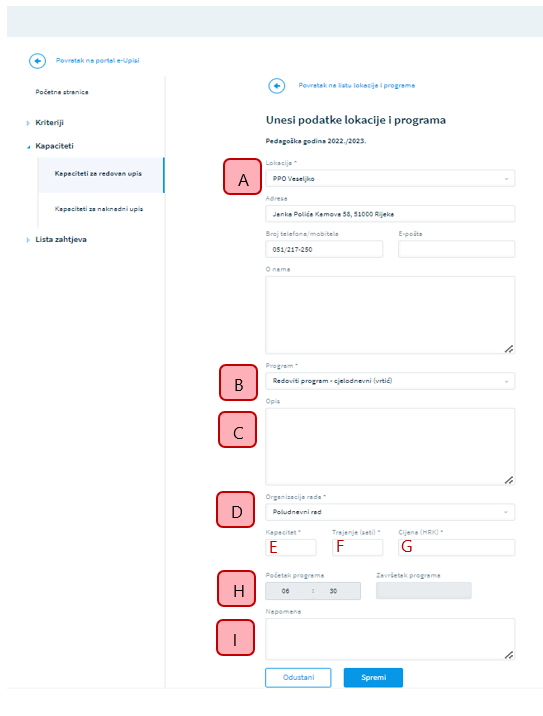 Povratak na portal e-Upisi
Početna stranica
Kriteriji
Kapaciteti
Kapaciteti za redovan upis
Kapaciteti za naknadni upis
Lista zahtjeva
Povratak na listu lokacije i programa
Unesi podatke lokacije i programa
Pedagoška godina 2022./2023.
Lokacija *
A
PPO Veseljko
Adresa
Janka Polića Kamova 58, 51000 Rijeka
Broj telefona/mobitela E-pošta
051/217-250
O nama
Program *
B
Redoviti program - cjelodnevni (vrtić)
Opis
C
Organizacija rada *
D
Poludnevni rad
Kapacitet * Trajanje (sati) * Cijena (HRK) *
E F G
Početak programa Završetak programa
H
06 : 30
Napomena
I
Odustani Spremi